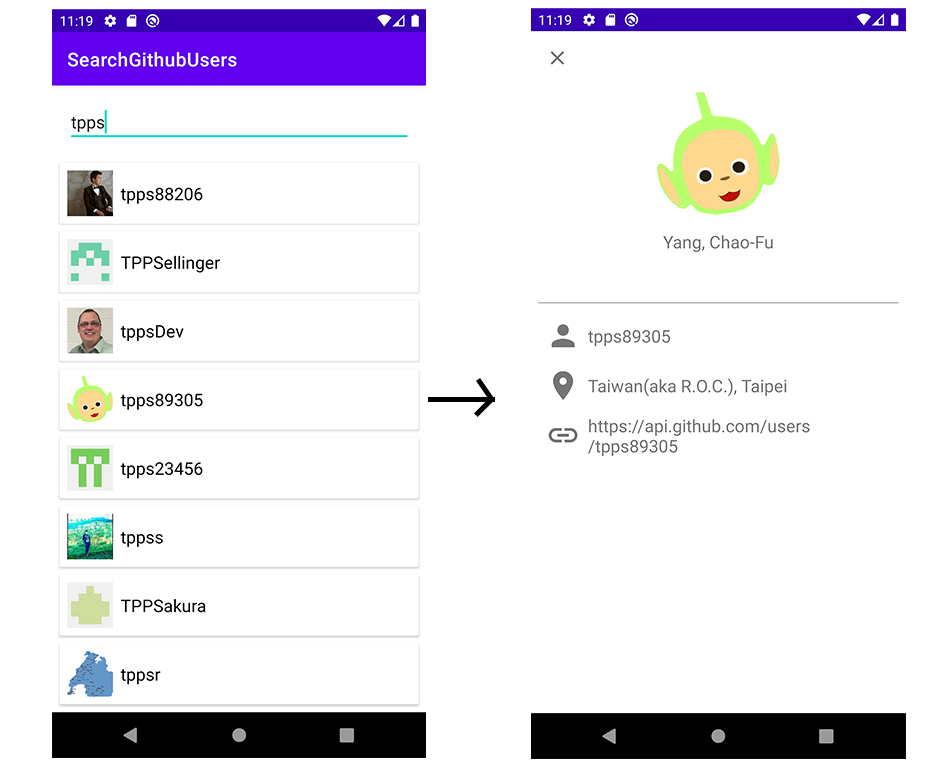 11:19
SearchGithubUsers
tpps
tpps88206
TPPSellinger
tppsDev
tpps89305
tpps23456
tppss
TPPSakura
tppsr
11:19
Yang, Chao-Fu
tpps89305
Taiwan(aka R.O.C.), Taipei
https://api.github.com/users
/tpps89305